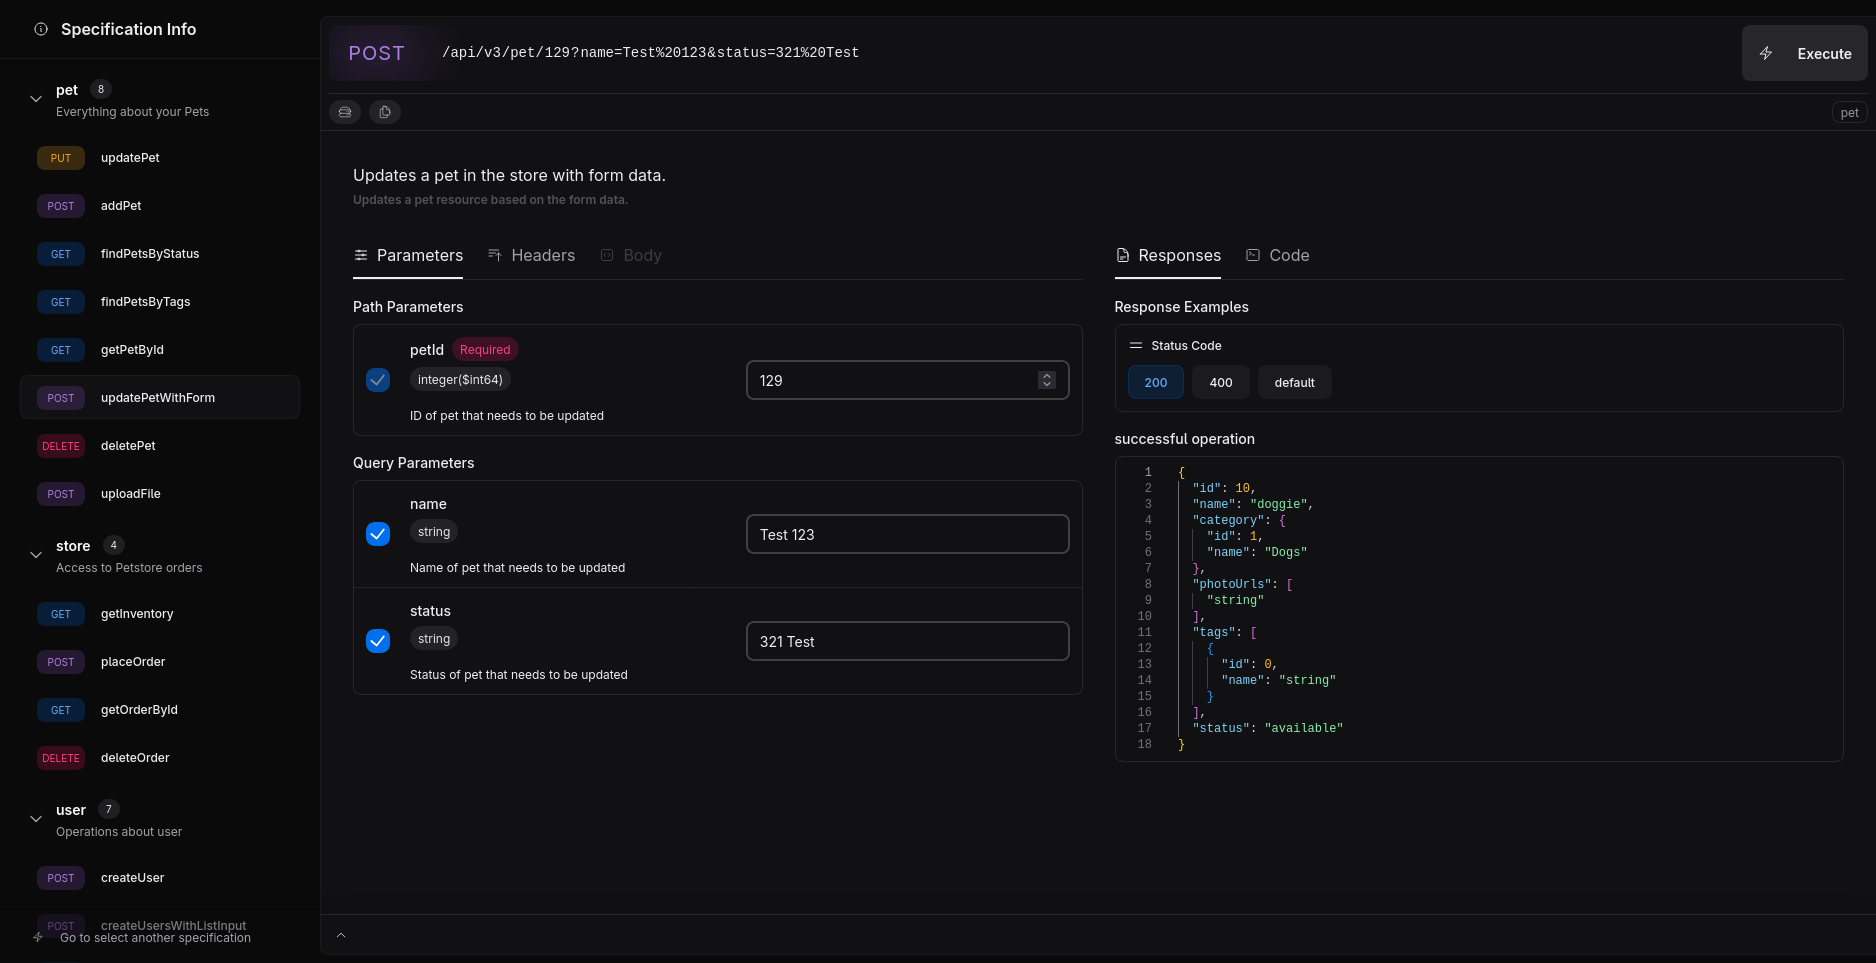 Specification Info
pet 8
Everything about your Pets
PUT updatePet
POST addPet
GET findPetsByStatus
GET findPetsByTags
GET getPetById
POST updatePetWithForm
DELETE deletePet
POST uploadFile
store 4
Access to Petstore orders
GET getInventory
POST placeOrder
GET getOrderById
DELETE deleteOrder
user 7
Operations about user
POST createUser
POST createUsersWithListInput
Go to select another specification
POST /api/v3/pet/129?name=Test%20123&status=321%20Test
Execute
pet
Updates a pet in the store with form data.
Updates a pet resource based on the form data.
Parameters Headers Body
Path Parameters
petId Required
integer($int64)
129
ID of pet that needs to be updated
Query Parameters
name
string
Test 123
Name of pet that needs to be updated
status
string
321 Test
Status of pet that needs to be updated
Responses Code
Response Examples
Status Code
200 400 default
successful operation
1 {
2 "id": 10,
3 "name": "doggie",
4 "category": {
5 "id": 1,
6 "name": "Dogs"
7 },
8 "photoUrls": [
9 "string"
10 ],
11 "tags": [
12 {
13 "id": 0,
14 "name": "string"
15 }
16 ],
17 "status": "available"
18 }